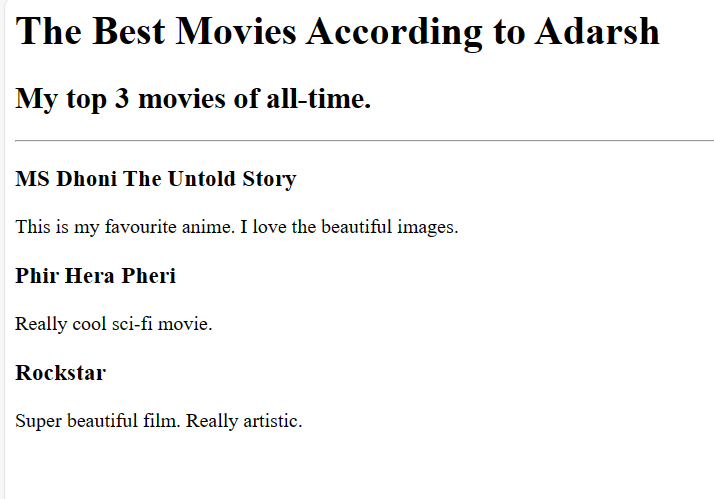 The Best Movies According to Adarsh
My top 3 movies of all-time.
MS Dhoni The Untold Story
This is my favourite anime. I love the beautiful images.
Phir Hera Pheri
Really cool sci-fi movie.
Rockstar
Super beautiful film. Really artistic.